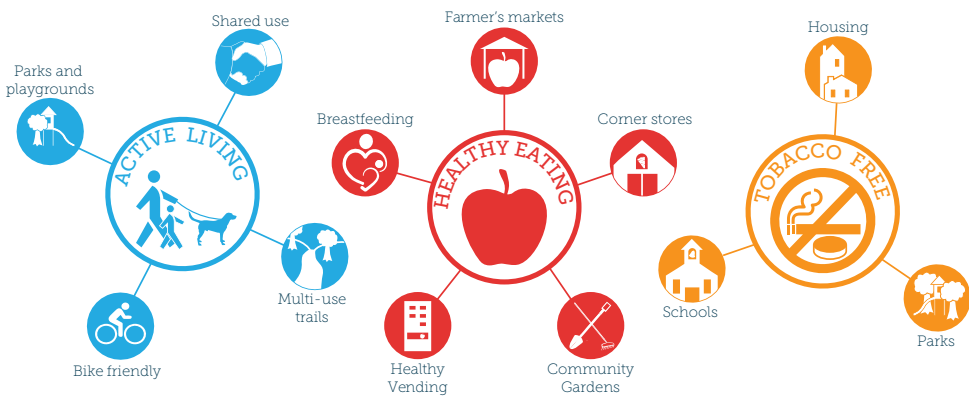 Shared use
Parks and
playgrounds
ACTIVE LIVING
Multi-use
trails
Bike friendly
Farmer's markets
Breastfeeding
Corner stores
HEALTHY EATING
Healthy
Vending
Community
Gardens
Housing
TOBACCO FREE
Schools
Parks